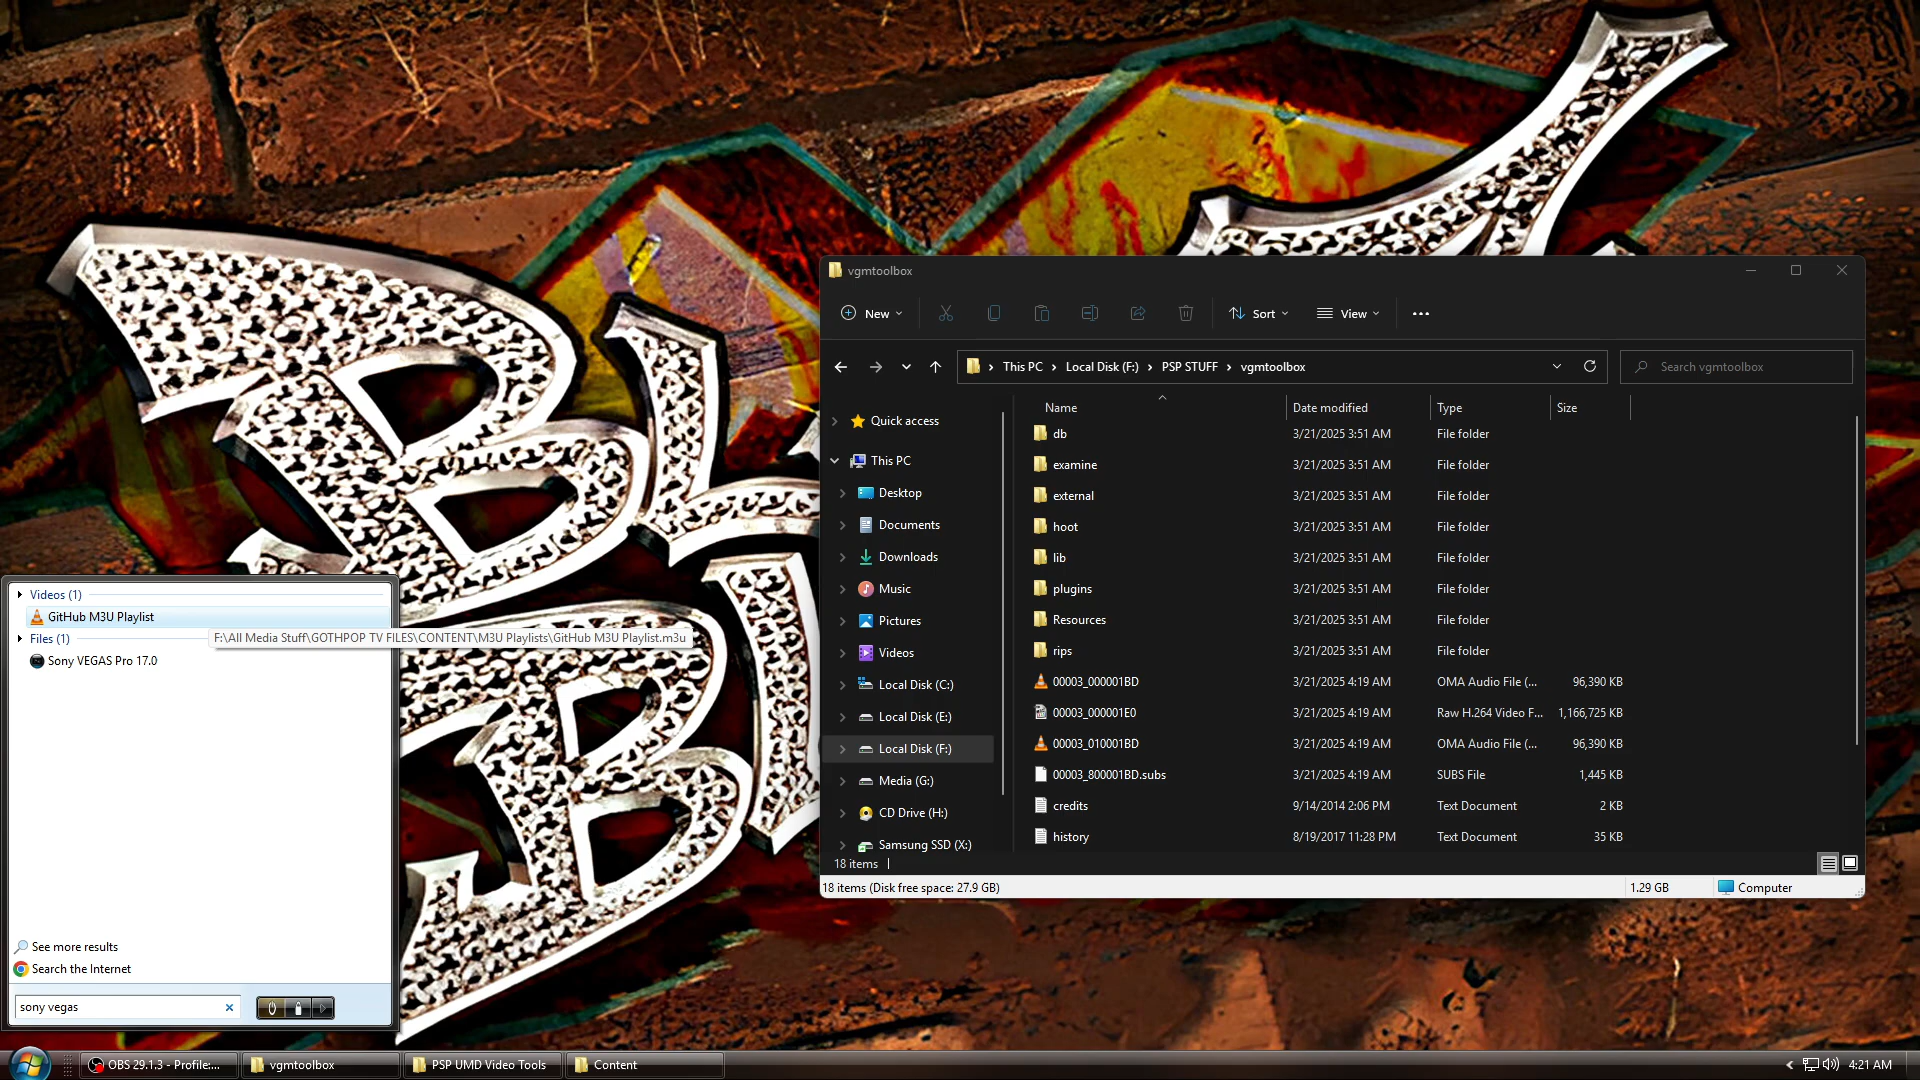 vgmtoolbox
New
Sort
View
This PC
Local Disk (F:)
PSP STUFF
vgmtoolbox
Search vgmtoolbox
Name
Date modified
Type
Size
Quick access
This PC
Desktop
Documents
Downloads
Music
Pictures
Videos
Local Disk (C:)
Local Disk (E:)
Local Disk (F:)
Media (G:)
CD Drive (H:)
Samsung SSD (X:)
db 3/21/2025 3:51 AM File folder
examine 3/21/2025 3:51 AM File folder
external 3/21/2025 3:51 AM File folder
hoot 3/21/2025 3:51 AM File folder
lib 3/21/2025 3:51 AM File folder
plugins 3/21/2025 3:51 AM File folder
Resources 3/21/2025 3:51 AM File folder
rips 3/21/2025 3:51 AM File folder
00003_000001BD 3/21/2025 4:19 AM OMA Audio File (... 96,390 KB
00003_000001E0 3/21/2025 4:19 AM Raw H.264 Video F... 1,166,725 KB
00003_010001BD 3/21/2025 4:19 AM OMA Audio File (... 96,390 KB
00003_800001BD.subs 3/21/2025 4:19 AM SUBS File 1,445 KB
credits 9/14/2014 2:06 PM Text Document 2 KB
history 8/19/2017 11:28 PM Text Document 35 KB
18 items
18 items (Disk free space: 27.9 GB)
1.29 GB
Computer
Videos (1)
GitHub M3U Playlist
Files (1)
F:\All Media Stuff\GOTHPOP TV FILES\CONTENT\M3U Playlists\GitHub M3U Playlist.m3u
Sony VEGAS Pro 17.0
See more results
Search the Internet
sony vegas
OBS 29.1.3 - Profile:...
vgmtoolbox
PSP UMD Video Tools
Content
4:21 AM